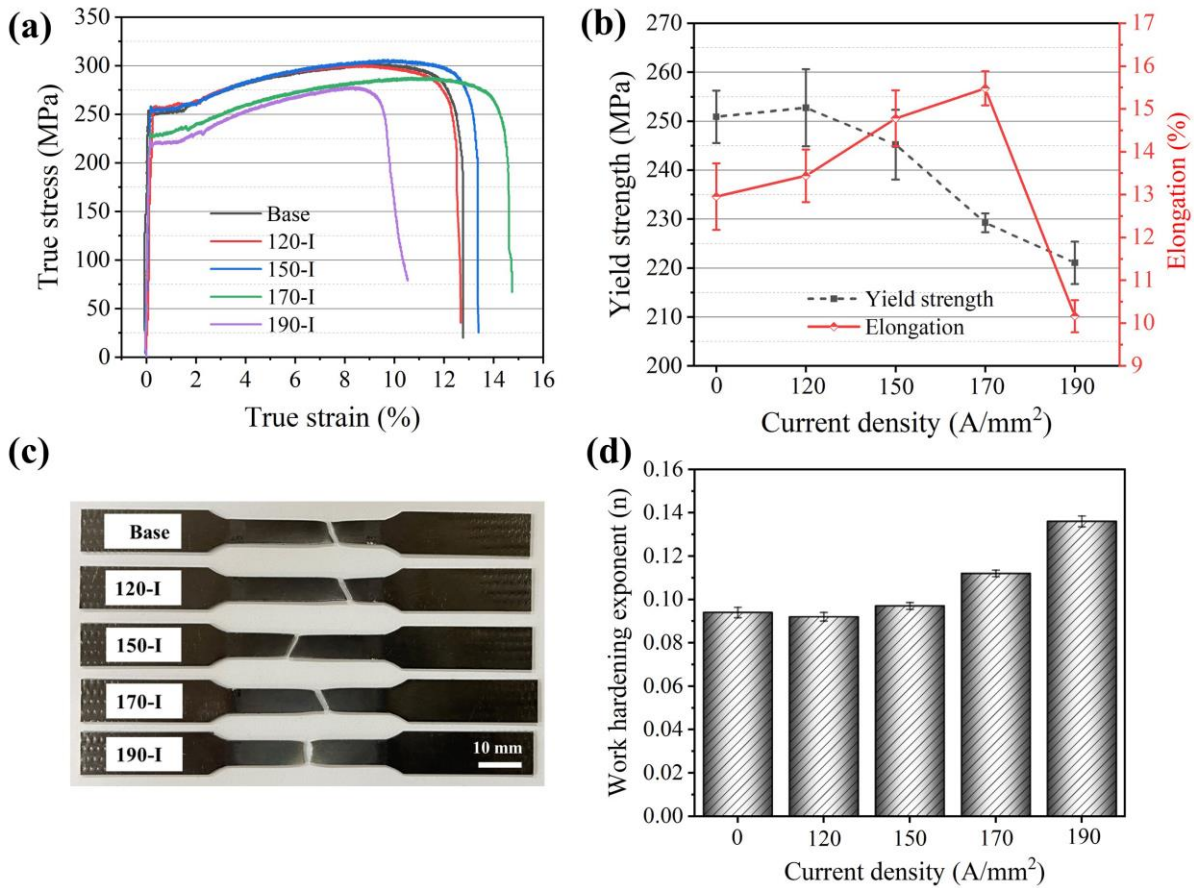 (a)
350
300
250
200
150
100
50
0
True stress (MPa)
Base
120-I
150-I
170-I
190-I
0 2 4 6 8 10 12 14 16
True strain (%)
(b)
270
260
250
240
230
220
210
200
Yield strength (MPa)
17
16
15
14
13
12
11
10
9
Elongation (%)
Yield strength
Elongation
0 120 150 170 190
Current density (A/mm²)
(c)
Base
120-I
150-I
170-I
190-I
10 mm
(d)
0.16
0.14
0.12
0.10
0.08
0.06
0.04
0.02
0.00
Work hardening exponent (n)
0 120 150 170 190
Current density (A/mm²)